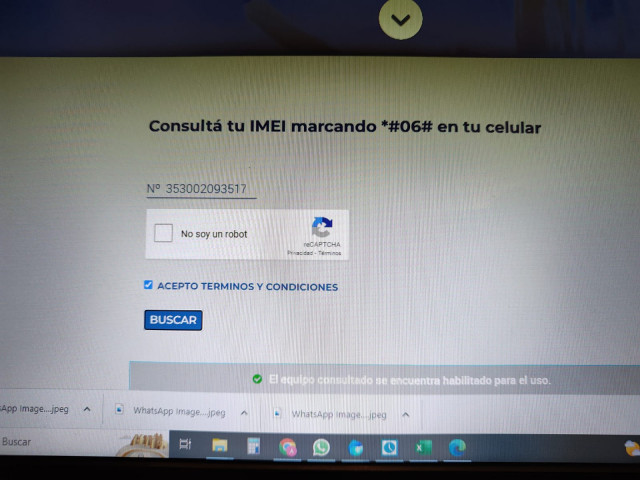 Consultá tu IMEI marcando *#06# en tu celular
Nº 353002093517
No soy un robot
reCAPTCHA
Privacidad - Términos
ACEPTO TERMINOS Y CONDICIONES
BUSCAR
El equipo consultado se encuentra habilitado para el uso.
sApp Image....jpeg
WhatsApp Image....jpeg
WhatsApp Image....jpeg
Buscar